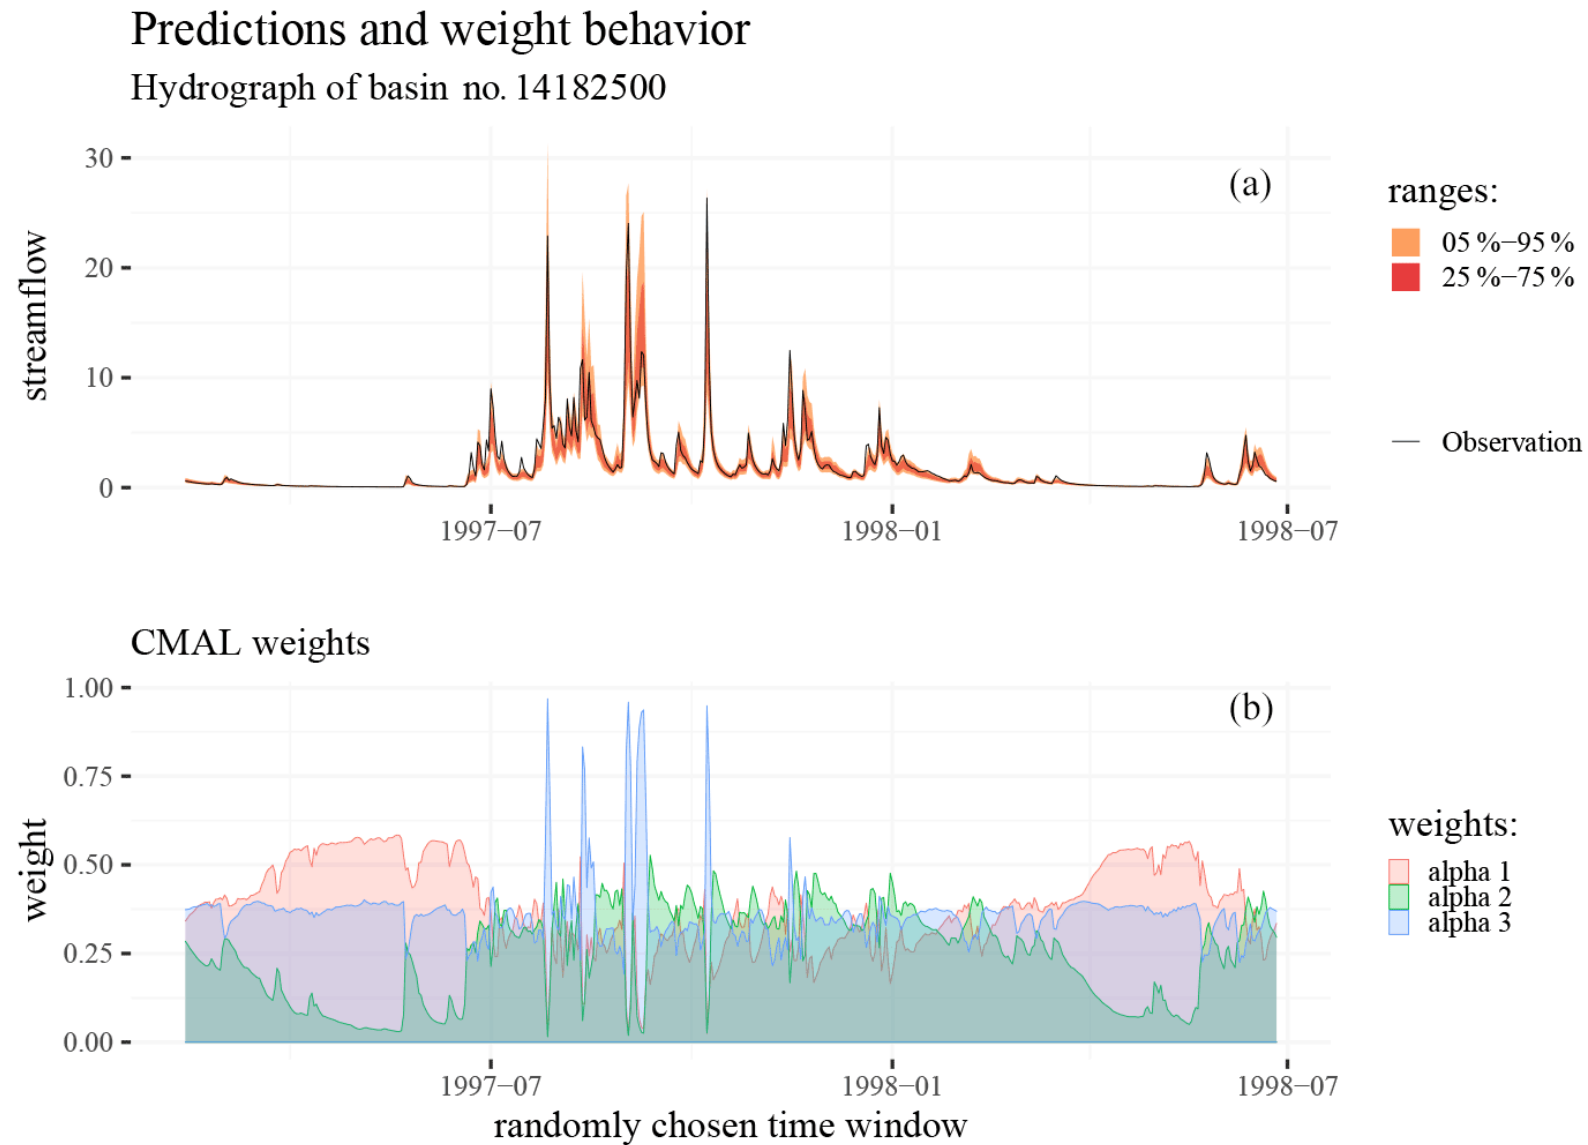 Predictions and weight behavior
Hydrograph of basin no. 14182500
(a)
30
20
10
0
streamflow
1997−07
1998−01
1998−07
ranges:
05 %−95 %
25 %−75 %
Observation
CMAL weights
(b)
1.00
0.75
0.50
0.25
0.00
weight
1997−07
1998−01
1998−07
randomly chosen time window
weights:
alpha 1
alpha 2
alpha 3